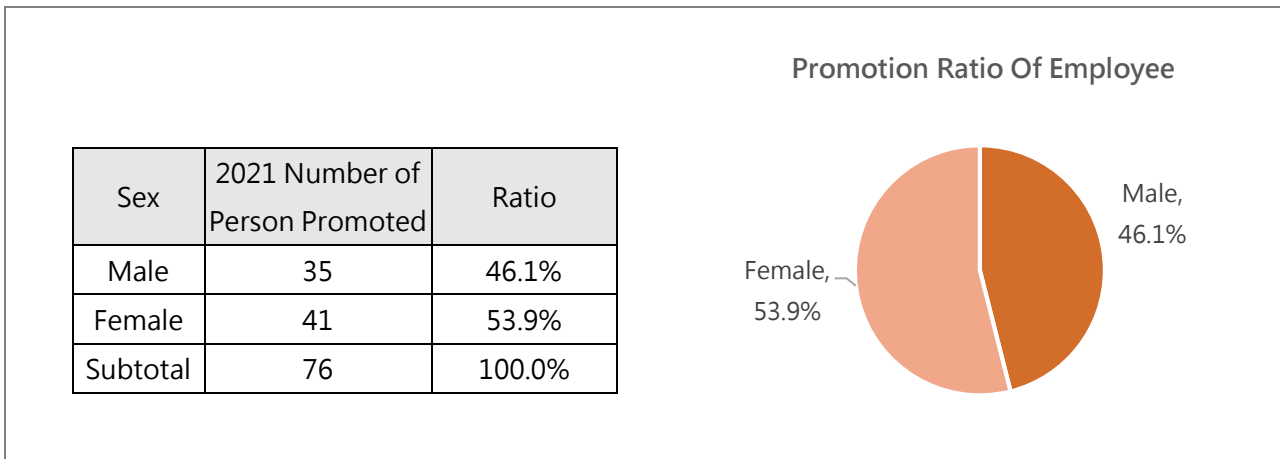 Promotion Ratio Of Employee
Sex
2021 Number of
Person Promoted
Ratio
Male
35
46.1%
Female
41
53.9%
Subtotal
76
100.0%
Male,
46.1%
Female,
53.9%